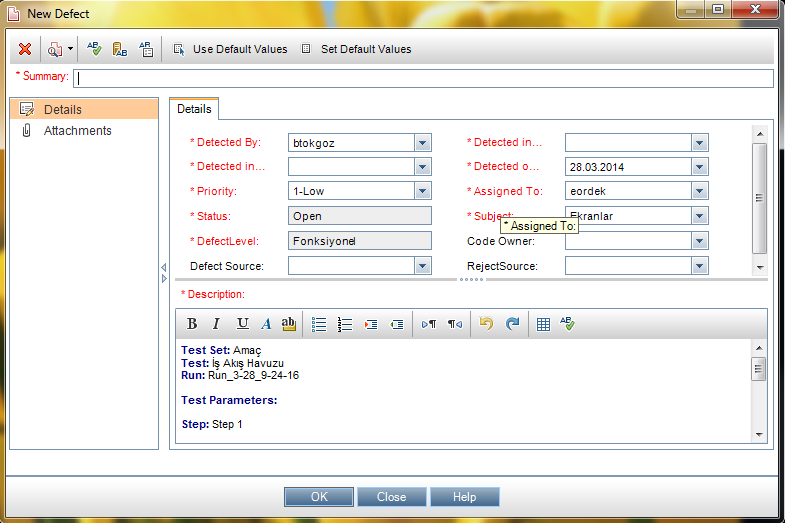 New Defect
Use Default Values Set Default Values
* Summary:
Details
Attachments
Details
* Detected By: btokgoz * Detected in...
* Detected in... * Detected o... 28.03.2014
* Priority: 1-Low * Assigned To: eordek
* Status: Open * Subject: Ekranlar
* Assigned To:
* DefectLevel: Fonksiyonel Code Owner:
Defect Source: RejectSource:
* Description:
B I U A ab
Test Set: Amaç
Test: İş Akış Havuzu
Run: Run_3-28_9-24-16
Test Parameters:
Step: Step 1
OK Close Help